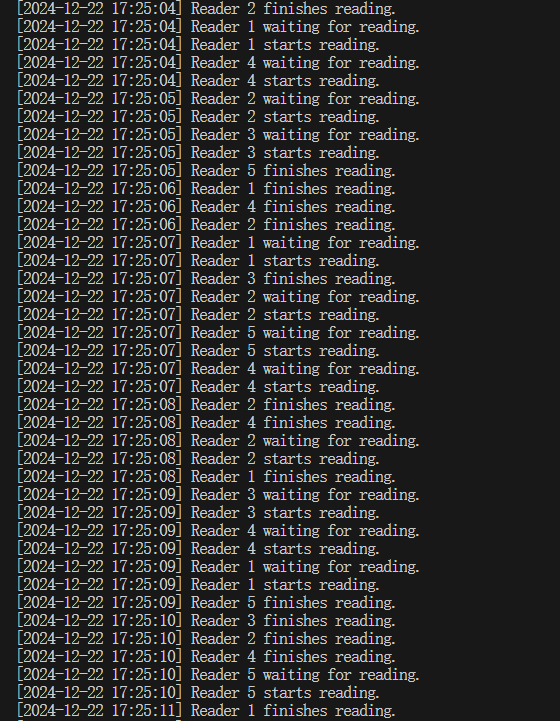 [2024-12-22 17:25:04] Reader 2 finishes reading.
[2024-12-22 17:25:04] Reader 1 waiting for reading.
[2024-12-22 17:25:04] Reader 1 starts reading.
[2024-12-22 17:25:04] Reader 4 waiting for reading.
[2024-12-22 17:25:04] Reader 4 starts reading.
[2024-12-22 17:25:05] Reader 2 waiting for reading.
[2024-12-22 17:25:05] Reader 2 starts reading.
[2024-12-22 17:25:05] Reader 3 waiting for reading.
[2024-12-22 17:25:05] Reader 3 starts reading.
[2024-12-22 17:25:05] Reader 5 finishes reading.
[2024-12-22 17:25:06] Reader 1 finishes reading.
[2024-12-22 17:25:06] Reader 4 finishes reading.
[2024-12-22 17:25:06] Reader 2 finishes reading.
[2024-12-22 17:25:07] Reader 1 waiting for reading.
[2024-12-22 17:25:07] Reader 1 starts reading.
[2024-12-22 17:25:07] Reader 3 finishes reading.
[2024-12-22 17:25:07] Reader 2 waiting for reading.
[2024-12-22 17:25:07] Reader 2 starts reading.
[2024-12-22 17:25:07] Reader 5 waiting for reading.
[2024-12-22 17:25:07] Reader 5 starts reading.
[2024-12-22 17:25:07] Reader 4 waiting for reading.
[2024-12-22 17:25:07] Reader 4 starts reading.
[2024-12-22 17:25:08] Reader 2 finishes reading.
[2024-12-22 17:25:08] Reader 4 finishes reading.
[2024-12-22 17:25:08] Reader 2 waiting for reading.
[2024-12-22 17:25:08] Reader 2 starts reading.
[2024-12-22 17:25:08] Reader 1 finishes reading.
[2024-12-22 17:25:09] Reader 3 waiting for reading.
[2024-12-22 17:25:09] Reader 3 starts reading.
[2024-12-22 17:25:09] Reader 4 waiting for reading.
[2024-12-22 17:25:09] Reader 4 starts reading.
[2024-12-22 17:25:09] Reader 1 waiting for reading.
[2024-12-22 17:25:09] Reader 1 starts reading.
[2024-12-22 17:25:09] Reader 5 finishes reading.
[2024-12-22 17:25:10] Reader 3 finishes reading.
[2024-12-22 17:25:10] Reader 2 finishes reading.
[2024-12-22 17:25:10] Reader 4 finishes reading.
[2024-12-22 17:25:10] Reader 5 waiting for reading.
[2024-12-22 17:25:10] Reader 5 starts reading.
[2024-12-22 17:25:11] Reader 1 finishes reading.